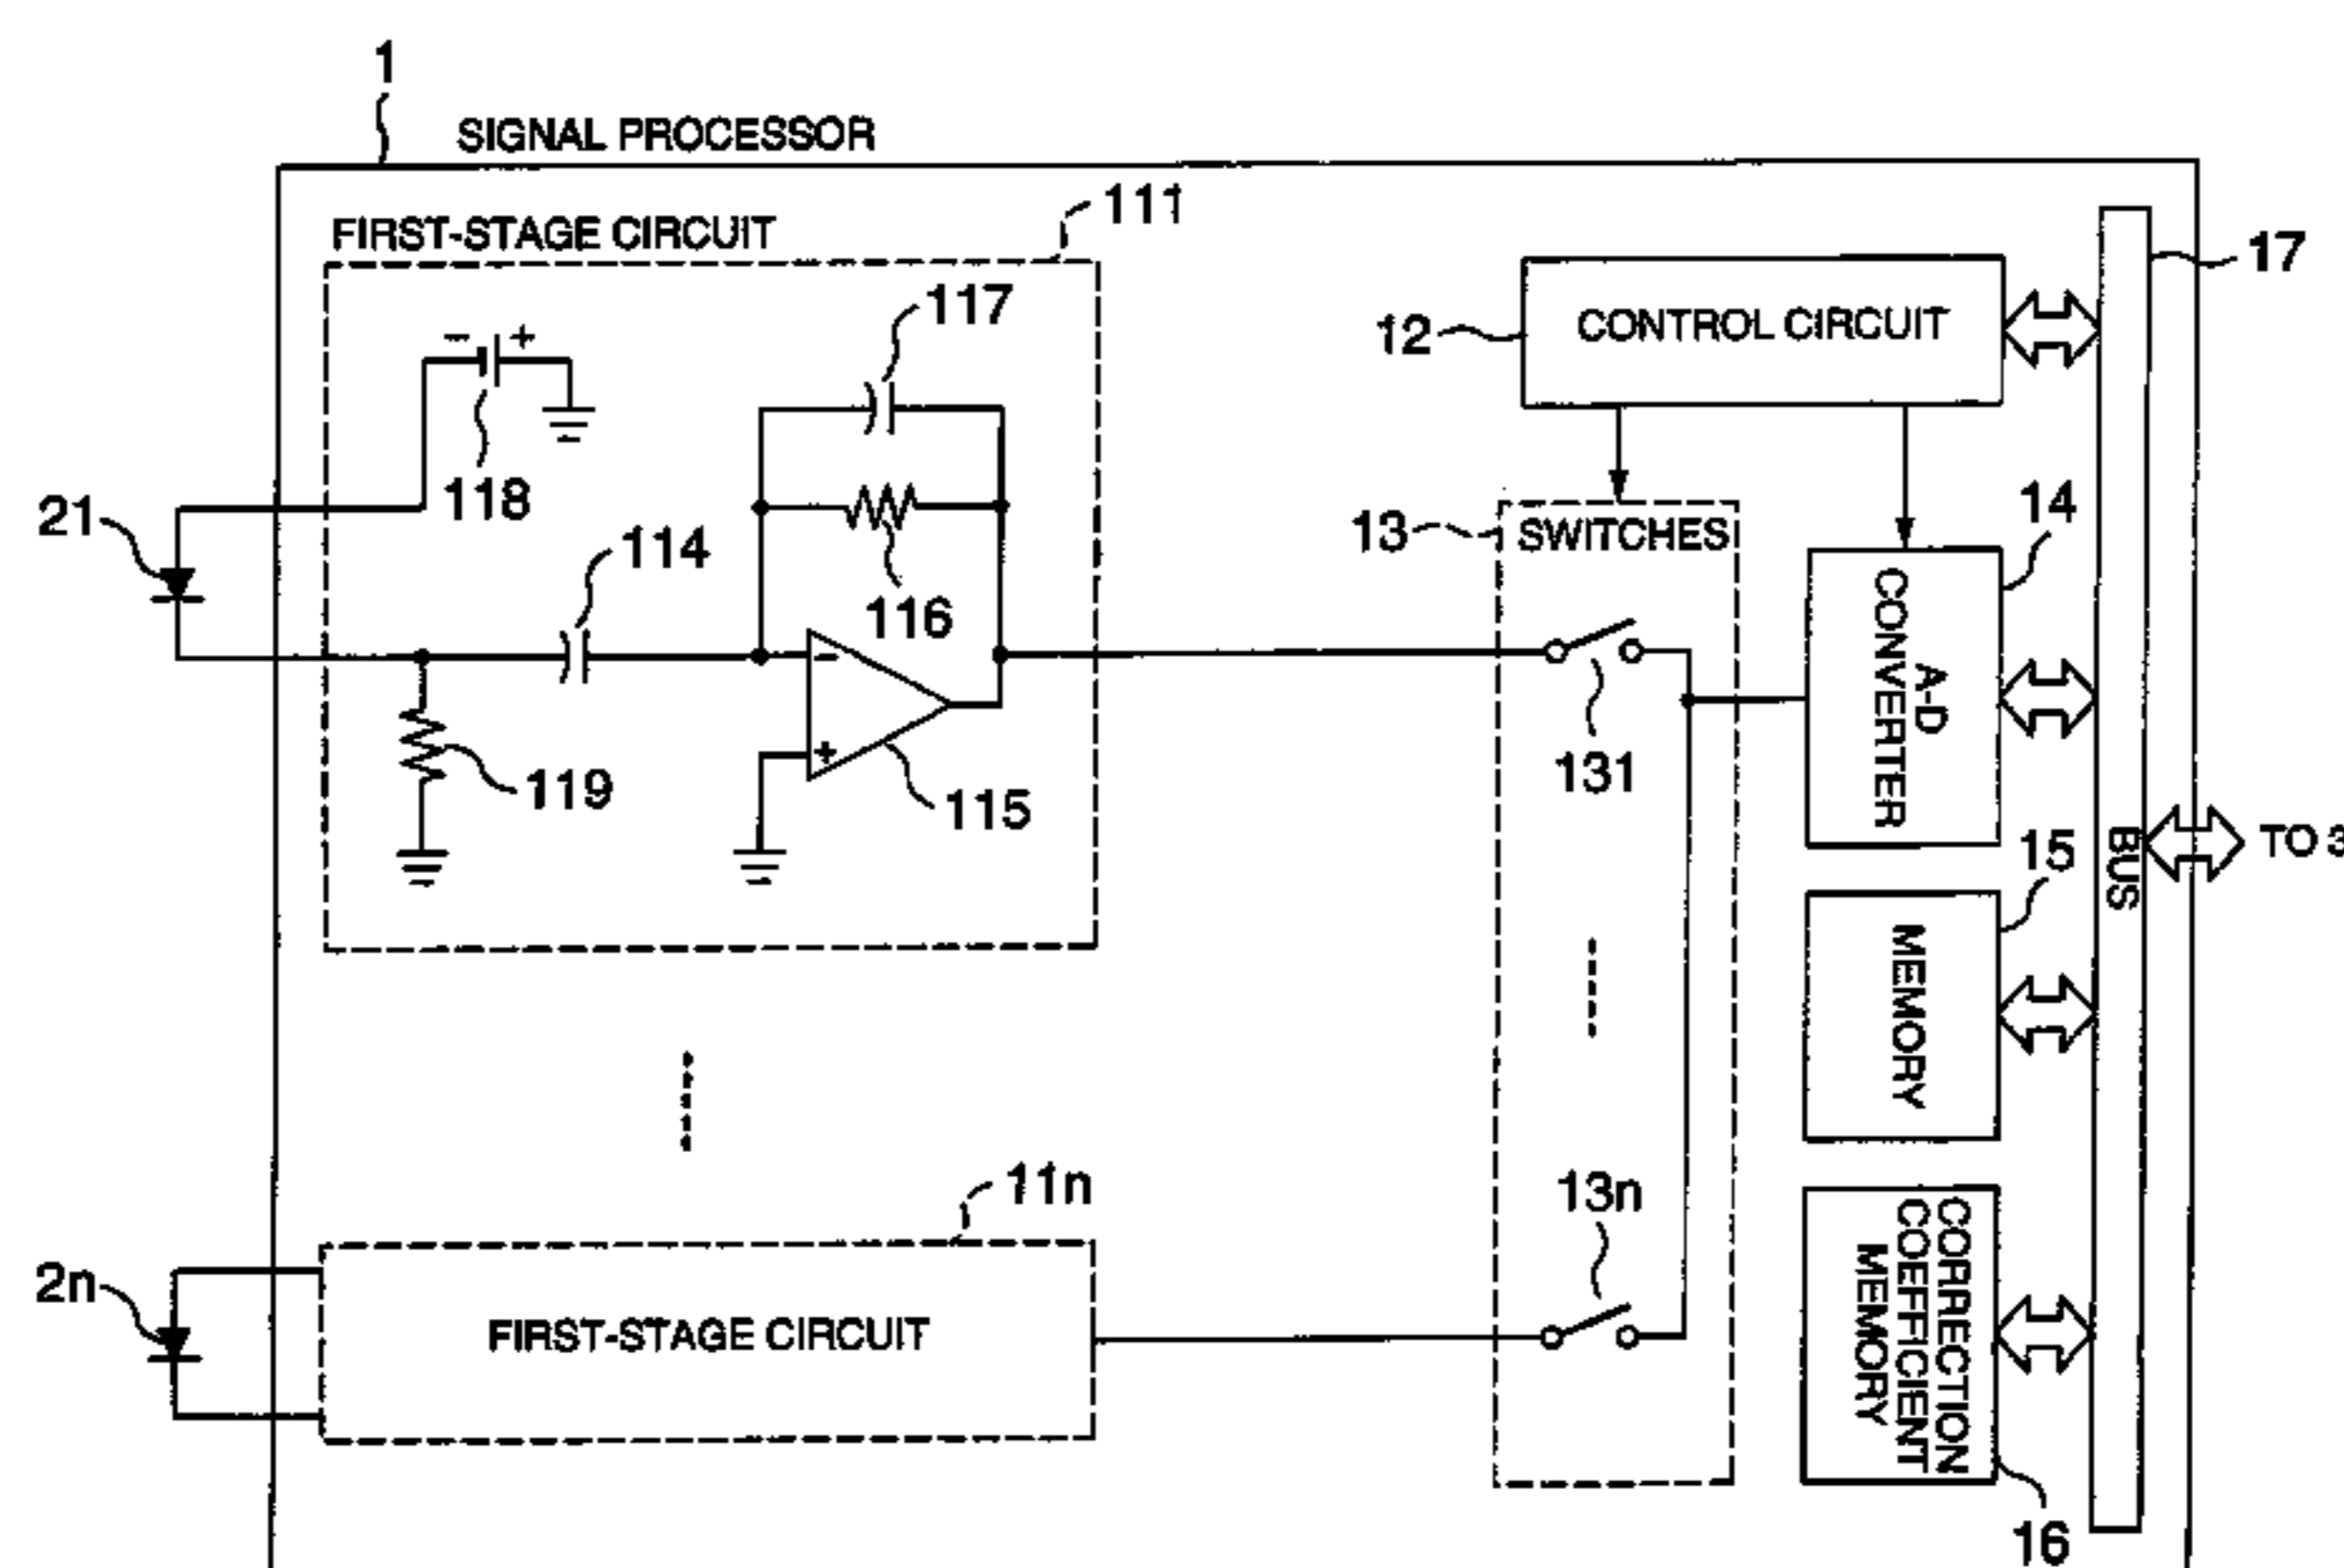 1
SIGNAL PROCESSOR
111
FIRST-STAGE CIRCUIT
17
117
- +
12
CONTROL CIRCUIT
118
21
114
13
SWITCHES
14
116
-
A-D
CONVERTER
+
119
115
131
15
BUS
TO 3
MEMORY
11n
13n
2n
FIRST-STAGE CIRCUIT
CORRECTION
COEFFICIENT
MEMORY
16